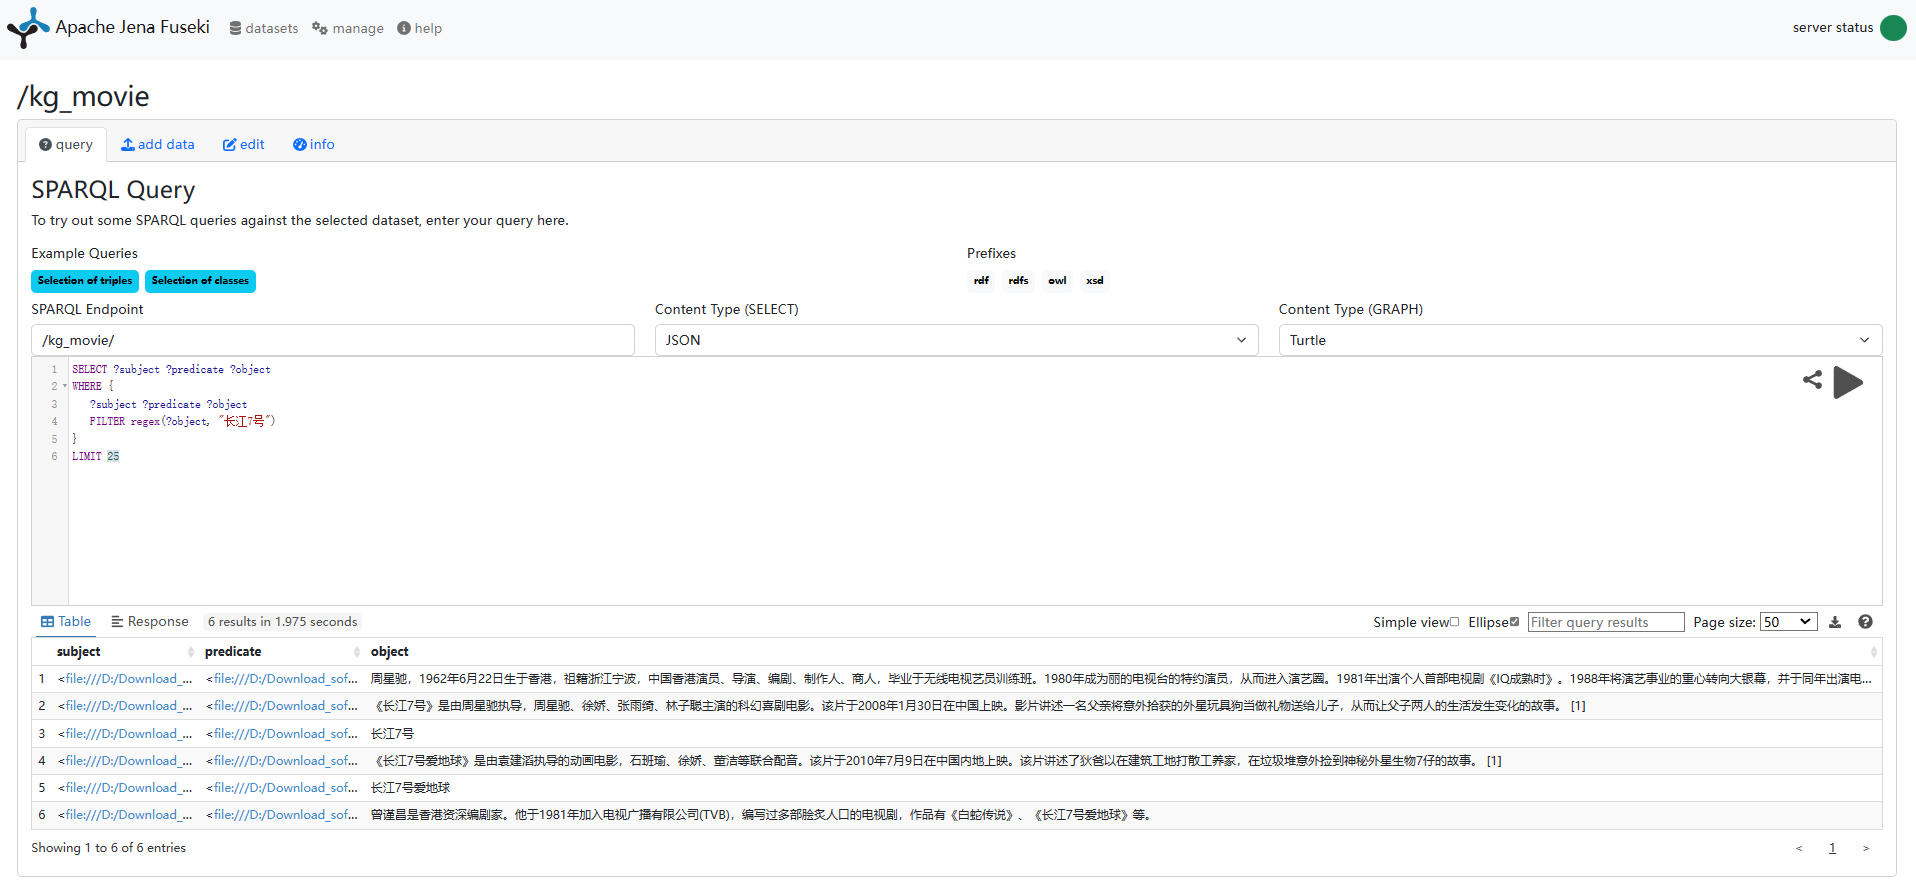 Apache Jena Fuseki datasets manage help server status
/kg_movie
query add data edit info
SPARQL Query
To try out some SPARQL queries against the selected dataset, enter your query here.
Example Queries Prefixes
Selection of triples Selection of classes rdf rdfs owl xsd
SPARQL Endpoint Content Type (SELECT) Content Type (GRAPH)
/kg_movie/ JSON Turtle
1 SELECT ?subject ?predicate ?object
2 WHERE {
3 ?subject ?predicate ?object
4 FILTER regex(?object, "长江7号")
5 }
6 LIMIT 25
Table Response 6 results in 1.975 seconds Simple view Ellipse Filter query results Page size: 50
subject predicate object
1 <file:///D:/Download_... <file:///D:/Download_sof... 周星驰，1962年6月22日生于香港，祖籍浙江宁波，中国香港演员、导演、编剧、制作人、商人，毕业于无线电视艺员训练班。1980年成为丽的电视台的特约演员，从而进入演艺圈。1981年出演个人首部电视剧《IQ成熟时》。1988年将演艺事业的重心转向大银幕，并于同年出演电...
2 <file:///D:/Download_... <file:///D:/Download_sof... 《长江7号》是由周星驰执导，周星驰、徐娇、张雨绮、林子聪主演的科幻喜剧电影。该片于2008年1月30日在中国上映。影片讲述一名父亲将意外拾获的外星玩具狗当做礼物送给儿子，从而让父子两人的生活发生变化的故事。 [1]
3 <file:///D:/Download_... <file:///D:/Download_sof... 长江7号
4 <file:///D:/Download_... <file:///D:/Download_sof... 《长江7号爱地球》是由袁建滔执导的动画电影，石班瑜、徐娇、董洁等联合配音。该片于2010年7月9日在中国内地上映。该片讲述了狄爸以在建筑工地打散工养家，在垃圾堆意外捡到神秘外星生物7仔的故事。 [1]
5 <file:///D:/Download_... <file:///D:/Download_sof... 长江7号爱地球
6 <file:///D:/Download_... <file:///D:/Download_sof... 曾谨昌是香港资深编剧家。他于1981年加入电视广播有限公司(TVB)，编写过多部脍炙人口的电视剧，作品有《白蛇传说》、《长江7号爱地球》等。
Showing 1 to 6 of 6 entries < 1 >